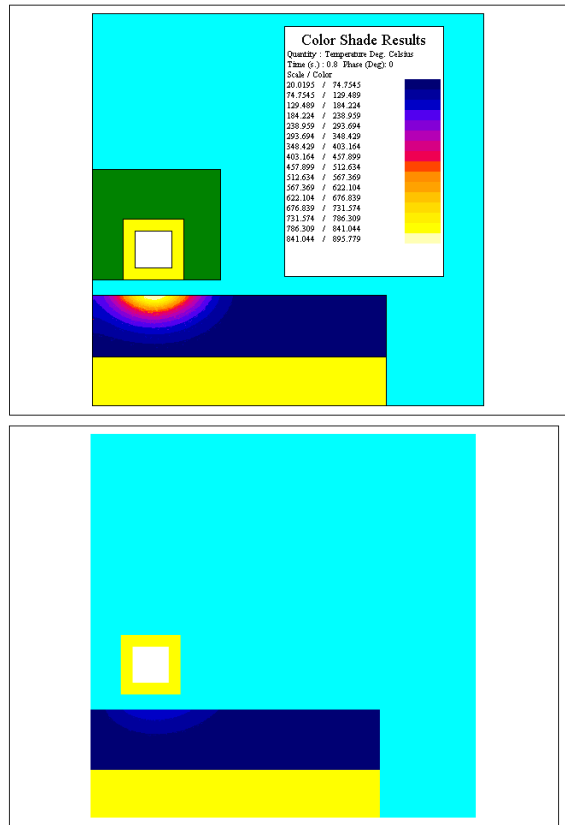 Color Shade Results
Quantity : Temperature Deg. Celsius
Time (s.) : 0.8 Phase (Deg): 0
Scale / Color
20.0195 / 74.7545
74.7545 / 129.489
129.489 / 184.224
184.224 / 238.959
238.959 / 293.694
293.694 / 348.429
348.429 / 403.164
403.164 / 457.899
457.899 / 512.634
512.634 / 567.369
567.369 / 622.104
622.104 / 676.839
676.839 / 731.574
731.574 / 786.309
786.309 / 841.044
841.044 / 895.779